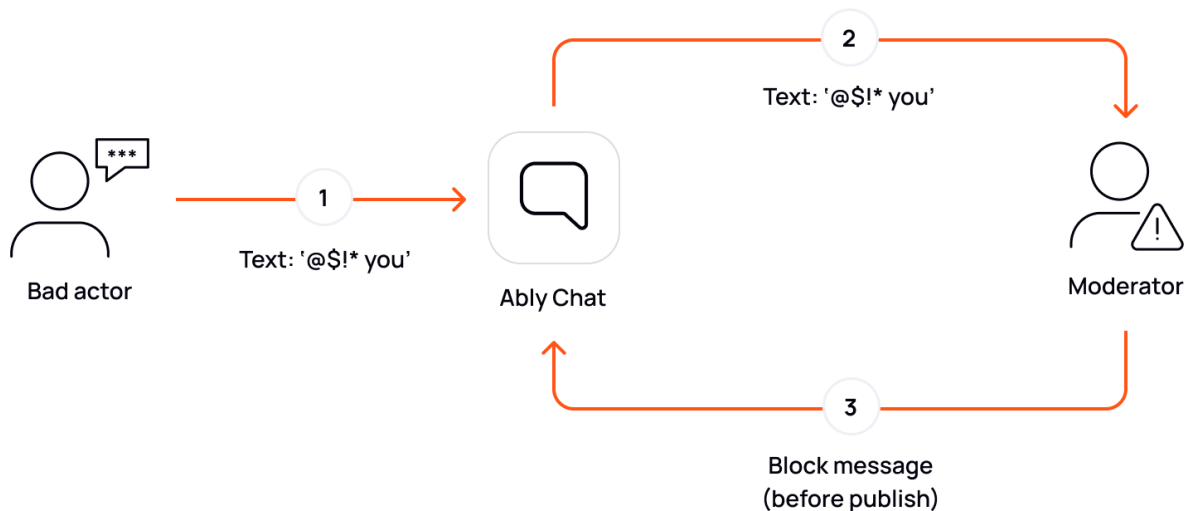 2
Text: ‘@$!* you’
***
1
Text: ‘@$!* you’
Bad actor
Ably Chat
!
Moderator
3
Block message
(before publish)